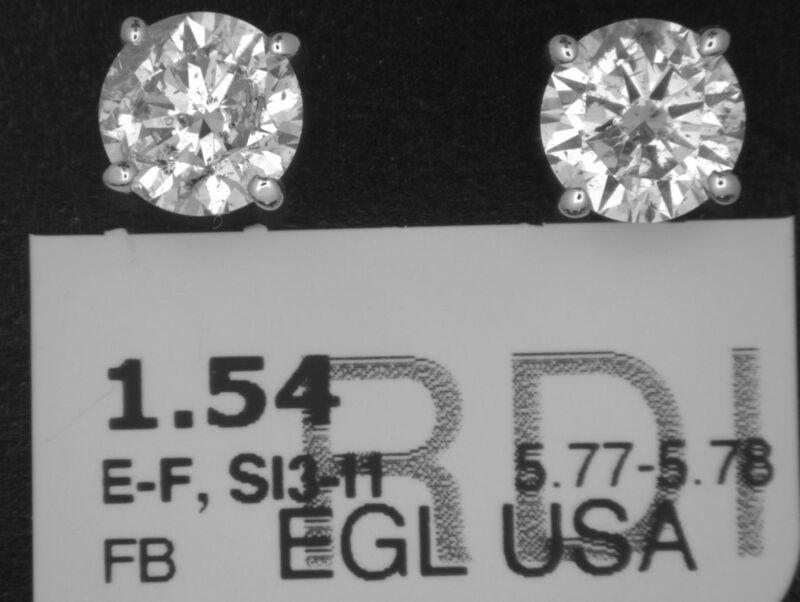 RDI
1.54
E-F, SI3-I1 5.77-5.78
FB EGL USA